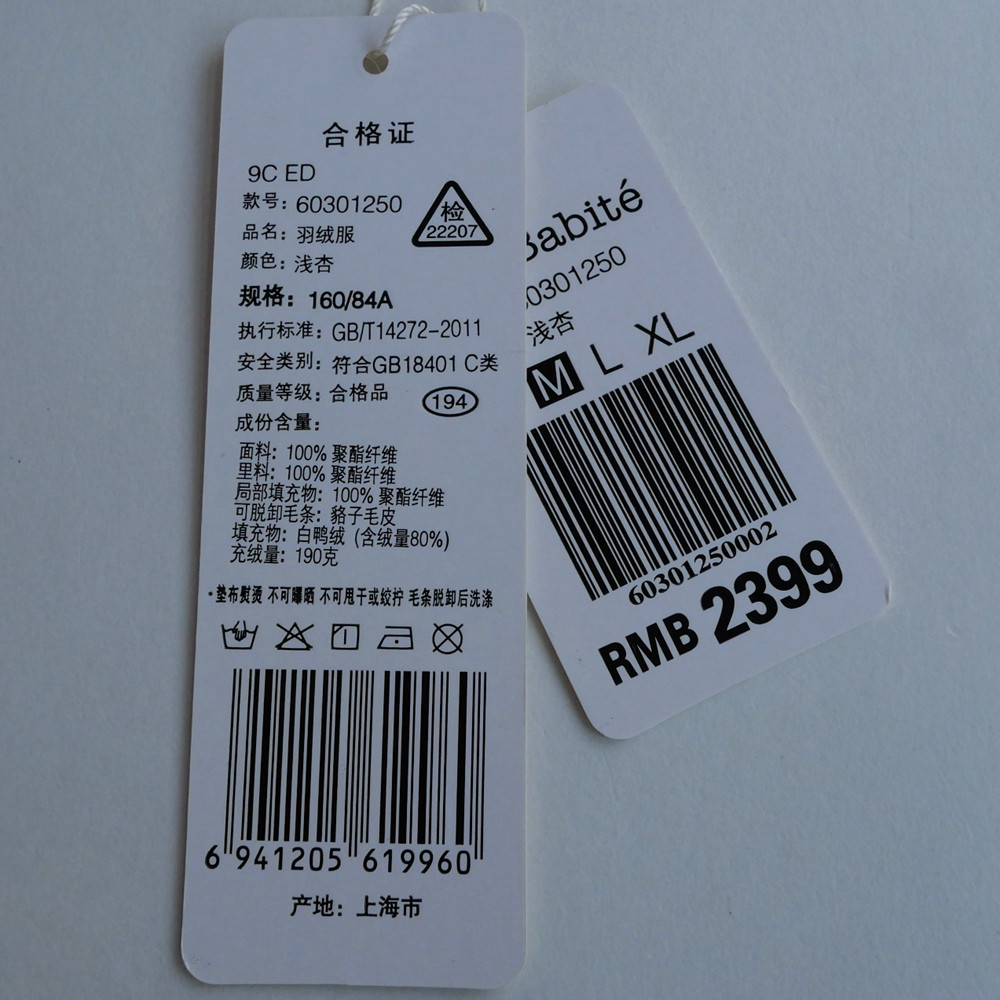 合格证
9C ED
款号：60301250
检
22207
品名：羽绒服
颜色：浅杏
规格：160/84A
执行标准：GB/T14272-2011
安全类别：符合GB18401 C类
质量等级：合格品
194
成份含量：
面料：100% 聚酯纤维
里料：100% 聚酯纤维
局部填充物：100% 聚酯纤维
可脱卸毛条：貉子毛皮
填充物：白鸭绒（含绒量80%）
充绒量：190克
·垫布熨烫 不可曝晒 不可甩干或绞拧 毛条脱卸后洗涤
6 941205 619960
产地：上海市
Babité
60301250
浅杏
M L XL
60301250002
RMB 2399